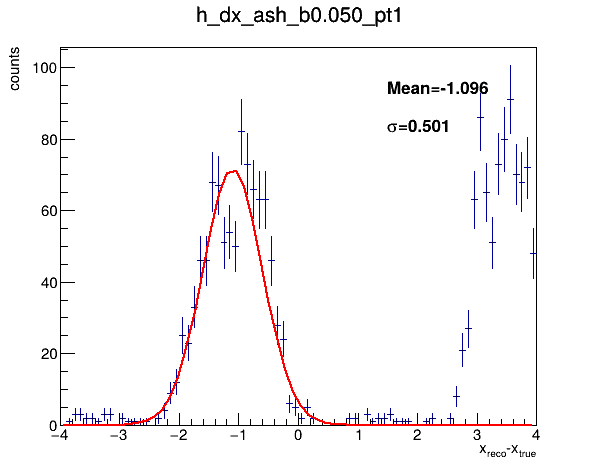 h_dx_ash_b0.050_pt1
counts
100
80
60
40
20
0
Mean=-1.096
σ=0.501
−4 −3 −2 −1 0 1 2 3 4
x_reco-x_true